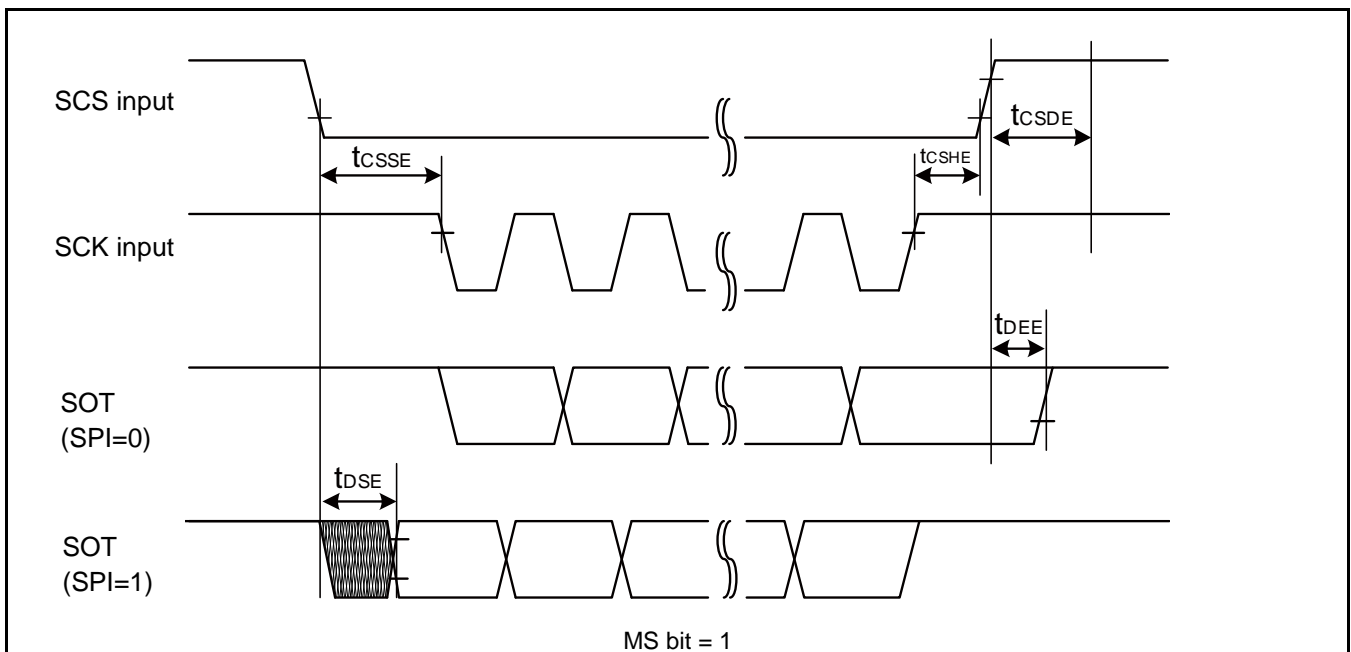 SCS input
tCSDE
tCSSE
tCSHE
SCK input
tDEE
SOT
(SPI=0)
tDSE
SOT
(SPI=1)
MS bit = 1